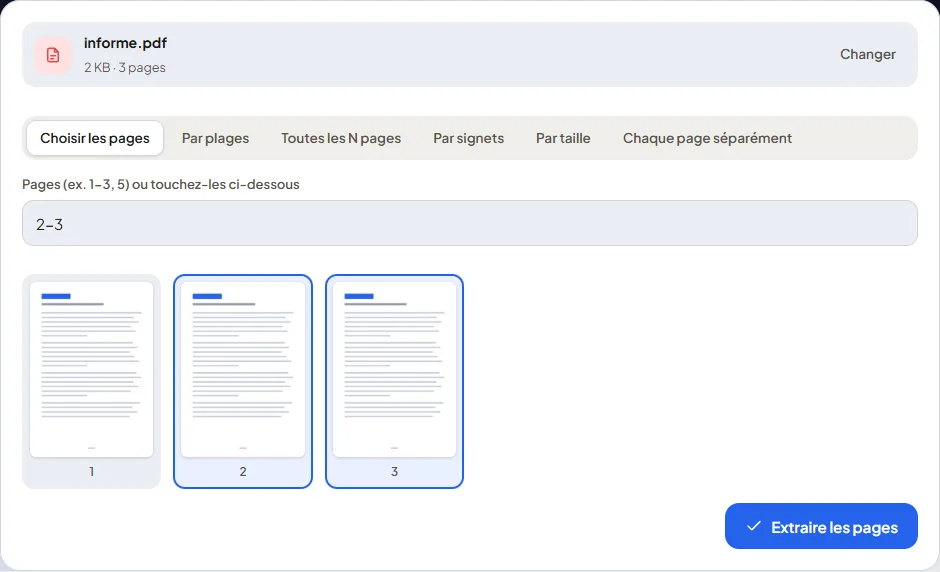 informe.pdf
2 KB · 3 pages
Changer
Choisir les pages
Par plages
Toutes les N pages
Par signets
Par taille
Chaque page séparément
Pages (ex. 1–3, 5) ou touchez-les ci-dessous
2–3
1
2
3
Extraire les pages